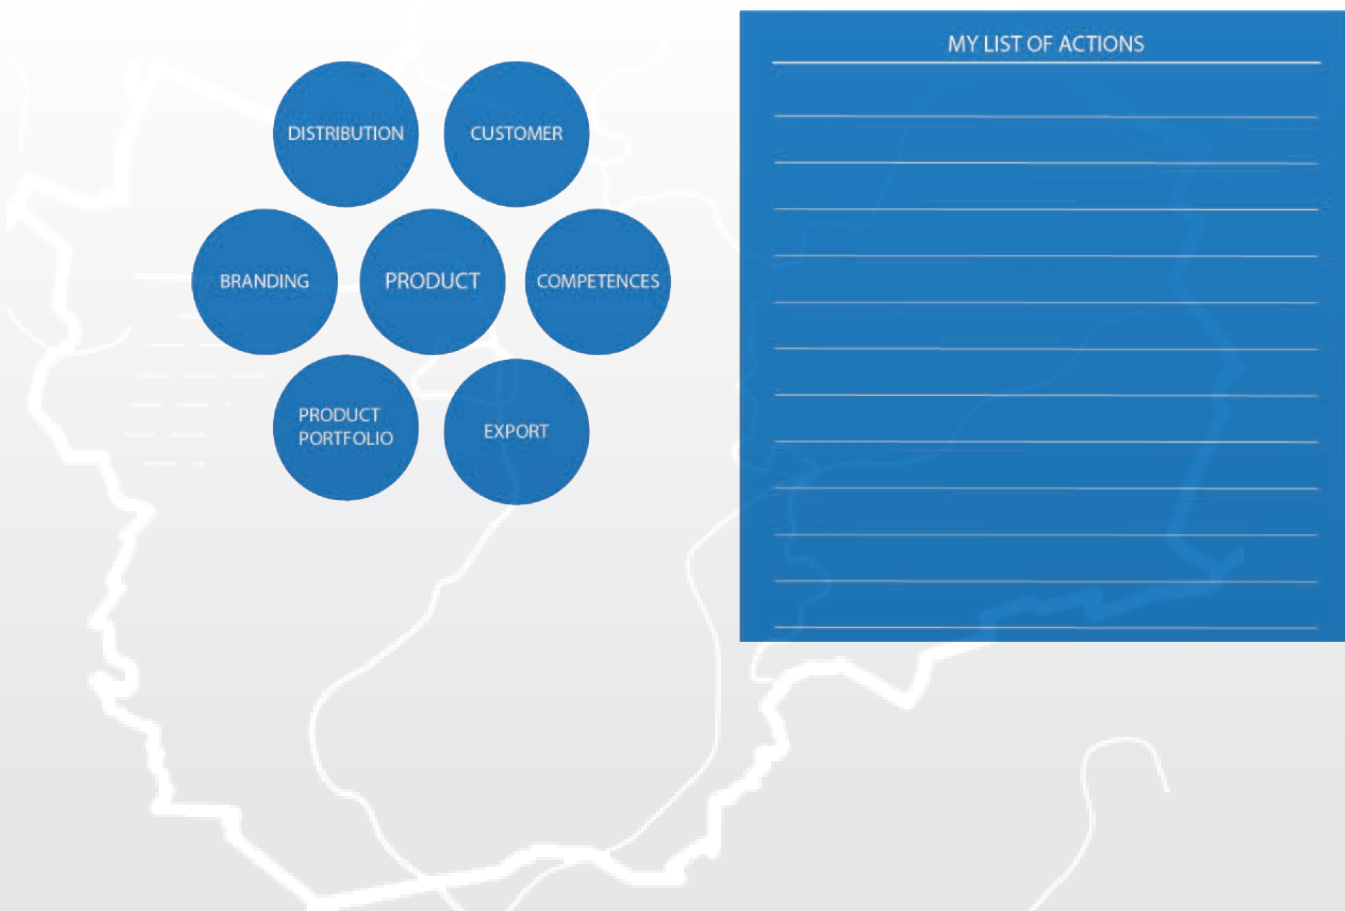 DISTRIBUTION
CUSTOMER
BRANDING
PRODUCT
COMPETENCES
PRODUCT
PORTFOLIO
EXPORT
MY LIST OF ACTIONS